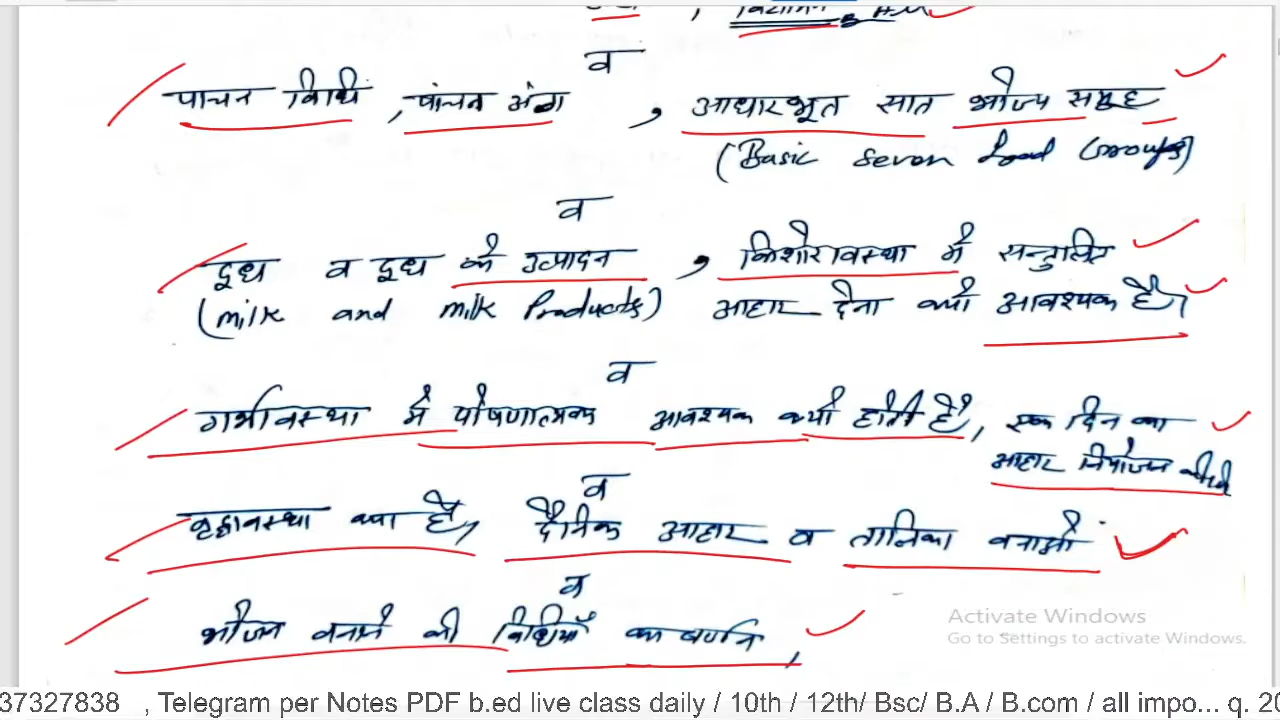 व
पाचन विधि , पाचन अंग , आधारभूत सात भोज्य समूह
(Basic Seven Food Groups)
व
दूध व दूध के उत्पादन , किशोरावस्था में सन्तुलित
(milk and milk Products) आहार देना क्यों आवश्यक है,
व
गर्भावस्था में पोषणात्मक आवश्यक क्यों होती है, एक दिन का
आहार नियोजन कीजिये
व
वृद्धावस्था क्या है, दैनिक आहार व तालिका बनाओ
व
भोजन बनाने की विधियाँ का वर्णन,
Activate Windows
Go to Settings to activate Windows.
37327838 , Telegram per Notes PDF b.ed live class daily / 10th / 12th/ Bsc/ B.A / B.com / all impo... q. 20